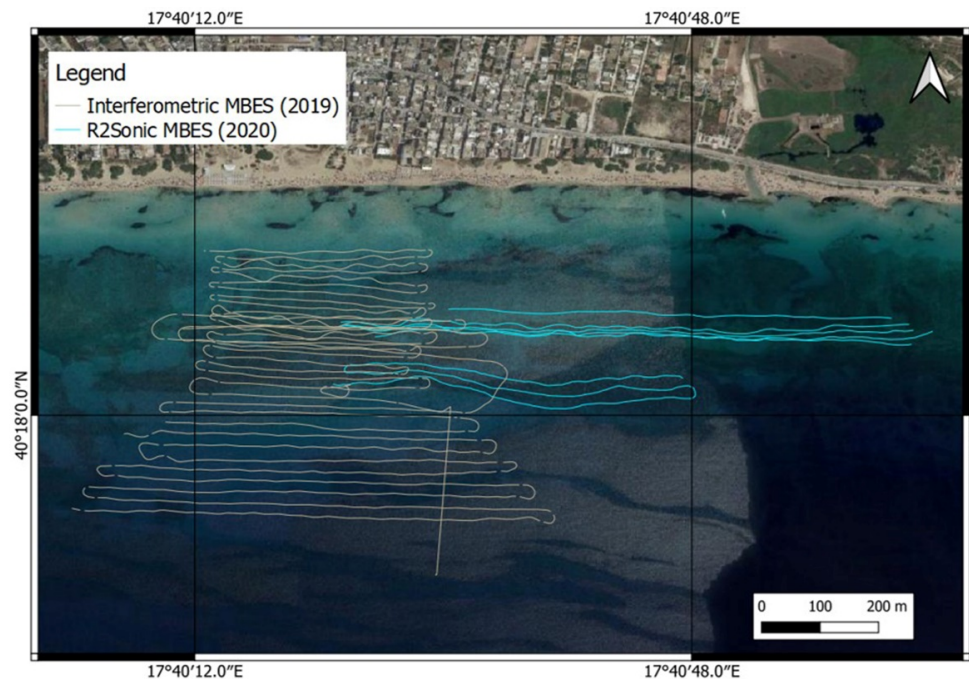 17°40′12.0″E
17°40′48.0″E
Legend
Interferometric MBES (2019)
R2Sonic MBES (2020)
40°18′0.0″N
0
100
200 m
17°40′12.0″E
17°40′48.0″E